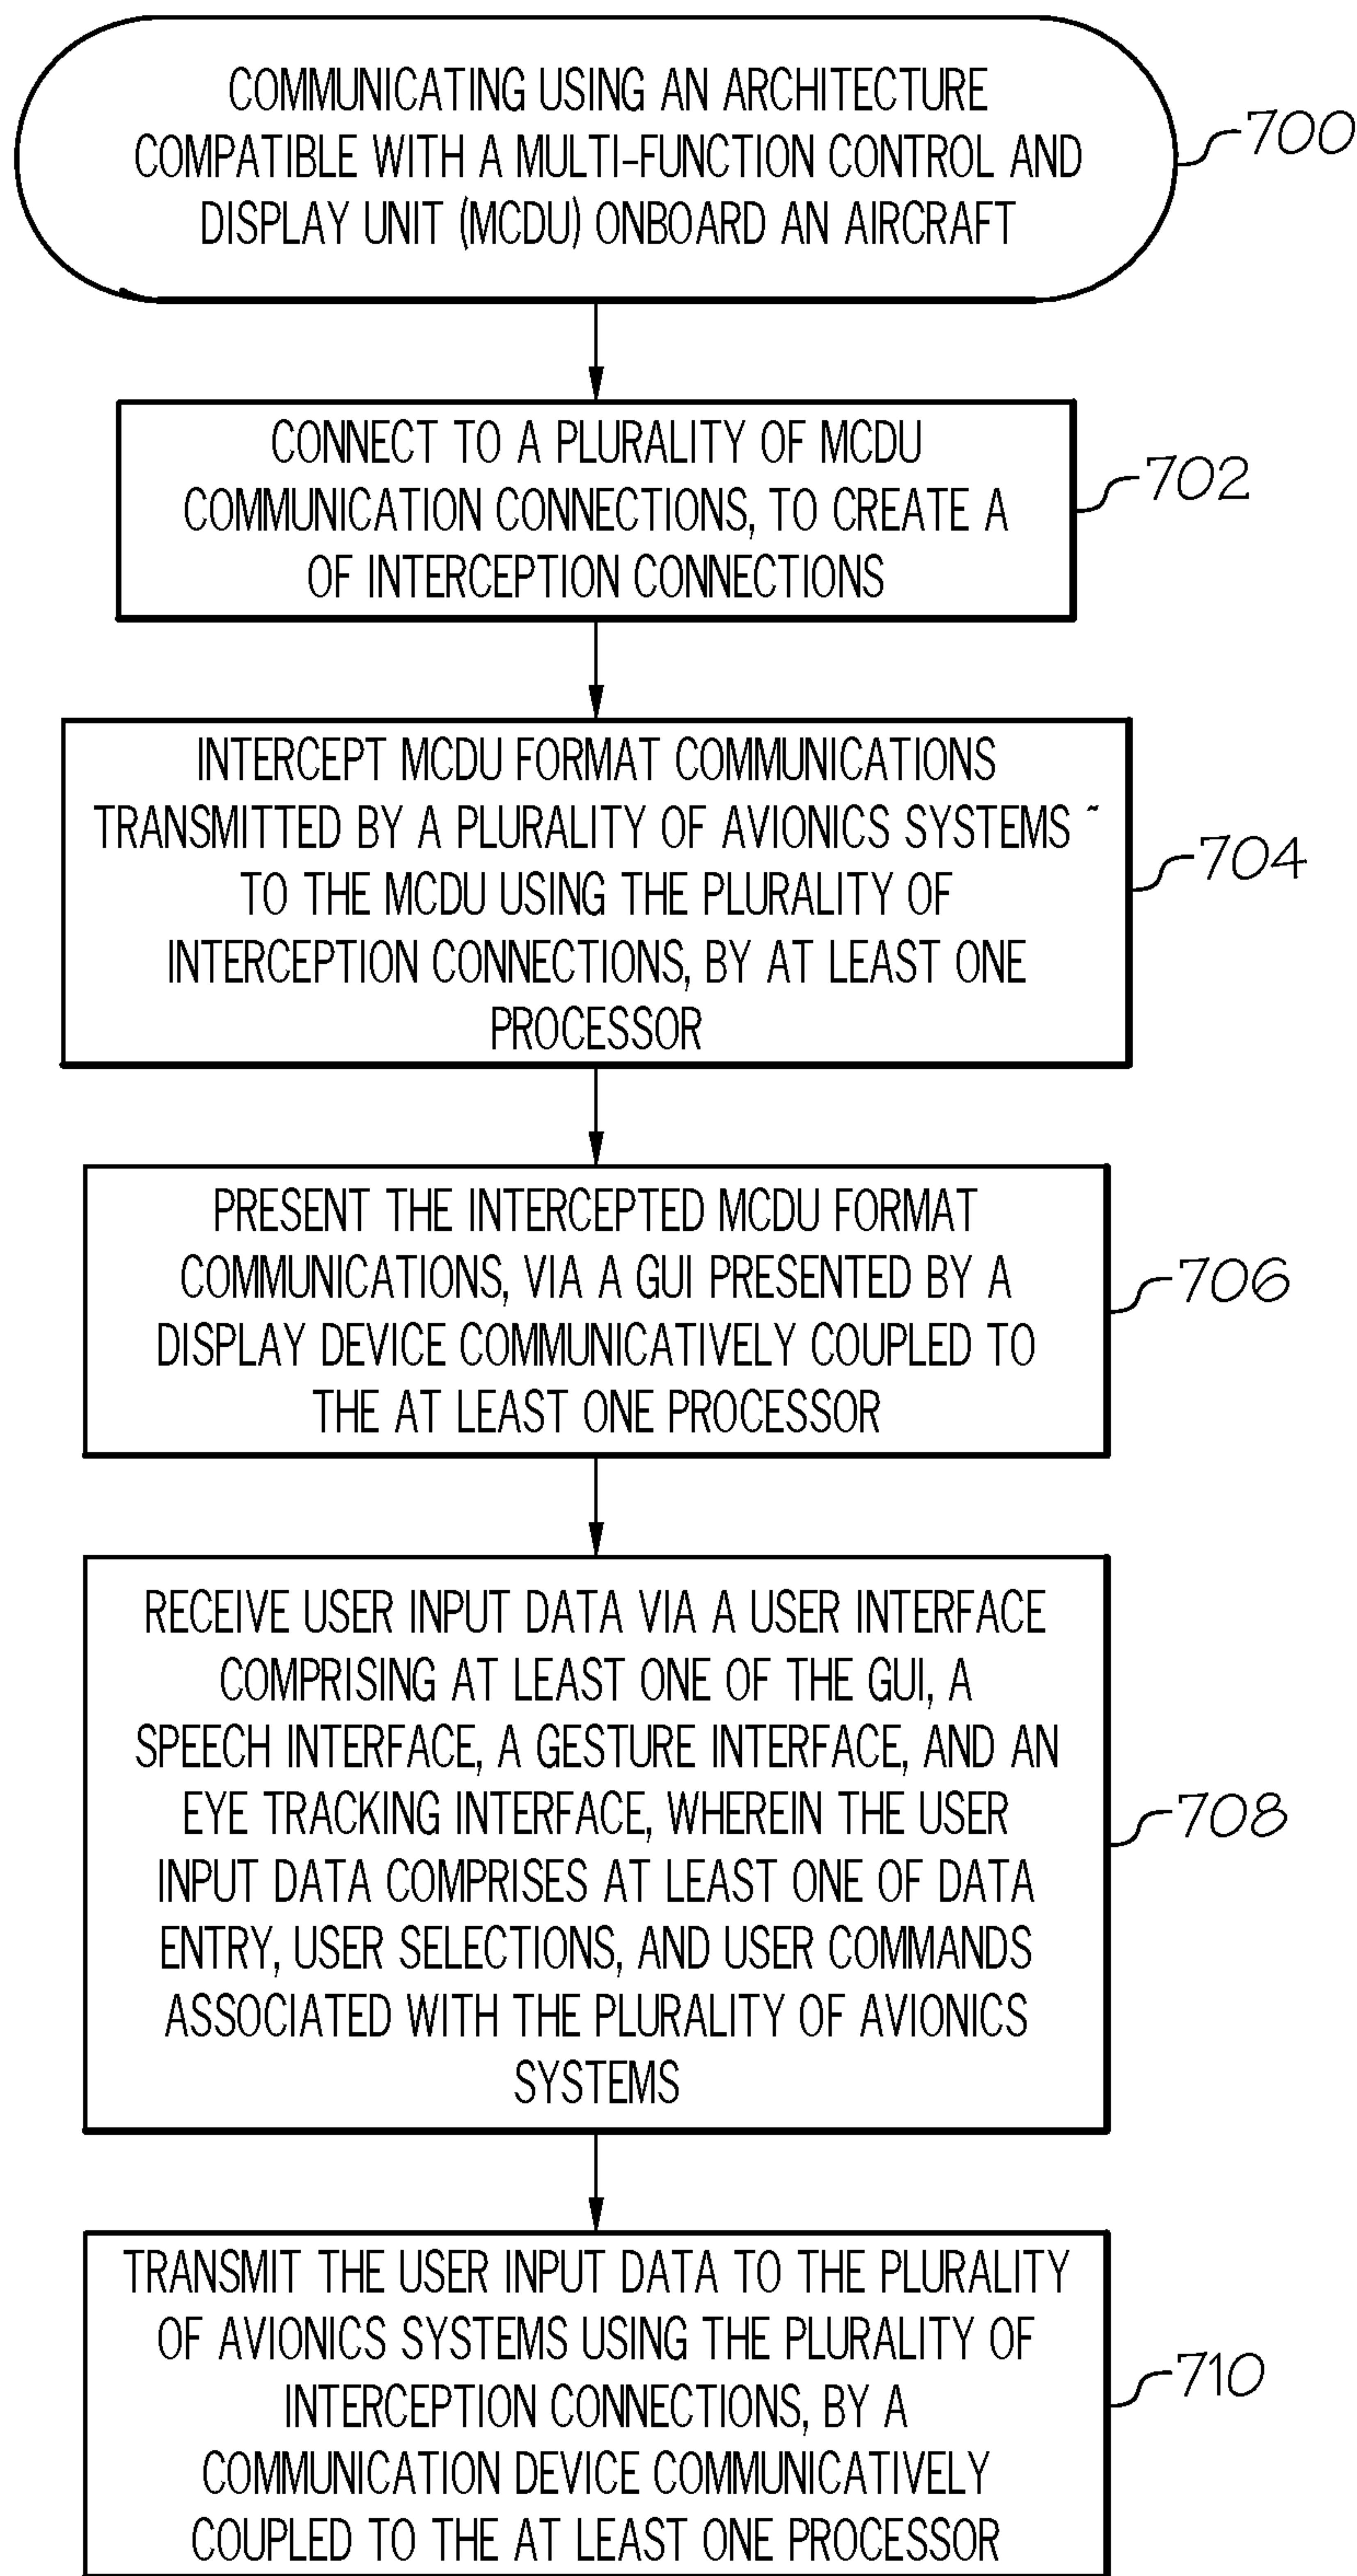 COMMUNICATING USING AN ARCHITECTURE
COMPATIBLE WITH A MULTI-FUNCTION CONTROL AND
DISPLAY UNIT (MCDU) ONBOARD AN AIRCRAFT
700
CONNECT TO A PLURALITY OF MCDU
COMMUNICATION CONNECTIONS, TO CREATE A
OF INTERCEPTION CONNECTIONS
702
INTERCEPT MCDU FORMAT COMMUNICATIONS
TRANSMITTED BY A PLURALITY OF AVIONICS SYSTEMS
TO THE MCDU USING THE PLURALITY OF
INTERCEPTION CONNECTIONS, BY AT LEAST ONE
PROCESSOR
704
PRESENT THE INTERCEPTED MCDU FORMAT
COMMUNICATIONS, VIA A GUI PRESENTED BY A
DISPLAY DEVICE COMMUNICATIVELY COUPLED TO
THE AT LEAST ONE PROCESSOR
706
RECEIVE USER INPUT DATA VIA A USER INTERFACE
COMPRISING AT LEAST ONE OF THE GUI, A
SPEECH INTERFACE, A GESTURE INTERFACE, AND AN
EYE TRACKING INTERFACE, WHEREIN THE USER
INPUT DATA COMPRISES AT LEAST ONE OF DATA
ENTRY, USER SELECTIONS, AND USER COMMANDS
ASSOCIATED WITH THE PLURALITY OF AVIONICS
SYSTEMS
708
TRANSMIT THE USER INPUT DATA TO THE PLURALITY
OF AVIONICS SYSTEMS USING THE PLURALITY OF
INTERCEPTION CONNECTIONS, BY A
COMMUNICATION DEVICE COMMUNICATIVELY
COUPLED TO THE AT LEAST ONE PROCESSOR
710